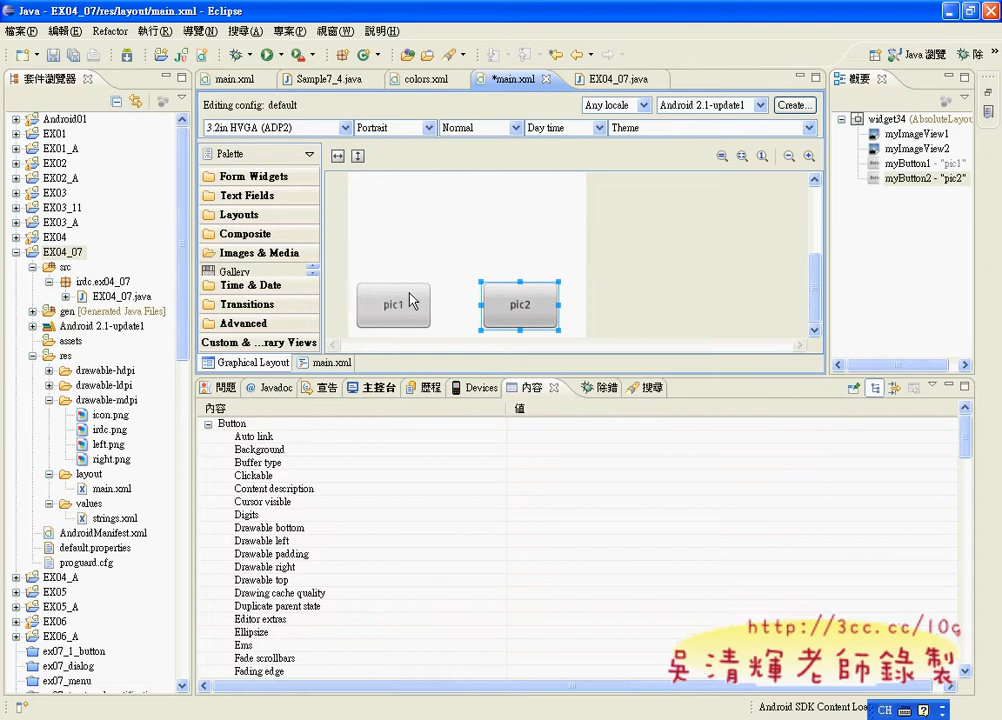 Java - EX04_07/res/layout/main.xml - Eclipse
檔案(F) 編輯(E) Refactor 執行(R) 導覽(N) 搜尋(A) 專案(P) 視窗(W) 說明(H)
Java 瀏覽 除 »
套件瀏覽器
main.xml Sample7_4.java colors.xml *main.xml EX04_07.java
概要
Editing config: default
Any locale Android 2.1-update1 Create...
3.2in HVGA (ADP2) Portrait Normal Day time Theme
Palette
Form Widgets
Text Fields
Layouts
Composite
Images & Media
Gallery
Time & Date
Transitions
Advanced
Custom & ...rary Views
pic1 pic2
Graphical Layout main.xml
widget34 (AbsoluteLayou
myImageView1
myImageView2
myButton1 - "pic1"
myButton2 - "pic2"
Android01
EX01
EX01_A
EX02
EX02_A
EX03
EX03_11
EX03_A
EX04
EX04_07
src
irdc.ex04_07
EX04_07.java
gen [Generated Java Files]
Android 2.1-update1
assets
res
drawable-hdpi
drawable-ldpi
drawable-mdpi
icon.png
irdc.png
left.png
right.png
layout
main.xml
values
strings.xml
AndroidManifest.xml
default.properties
proguard.cfg
EX04_A
EX05
EX05_A
EX06
EX06_A
ex07_1_button
ex07_dialog
ex07_menu
問題 Javadoc 宣告 主控台 歷程 Devices 內容 除錯 搜尋
內容 值
Button
Auto link
Background
Buffer type
Clickable
Content description
Cursor visible
Digits
Drawable bottom
Drawable left
Drawable padding
Drawable right
Drawable top
Drawing cache quality
Duplicate parent state
Editor extras
Ellipsize
Ems
Fade scrollbars
Fading edge
http://3cc.cc/10g
吳清輝老師錄製
Android SDK Content Loa
CH